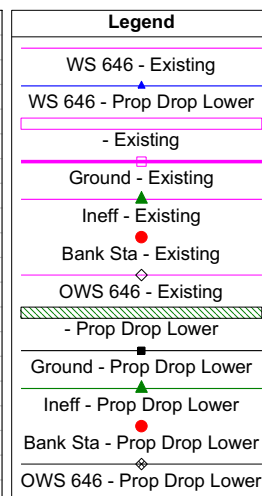 Legend
WS 646 - Existing
WS 646 - Prop Drop Lower
- Existing
Ground - Existing
Ineff - Existing
Bank Sta - Existing
OWS 646 - Existing
- Prop Drop Lower
Ground - Prop Drop Lower
Ineff - Prop Drop Lower
Bank Sta - Prop Drop Lower
OWS 646 - Prop Drop Lower